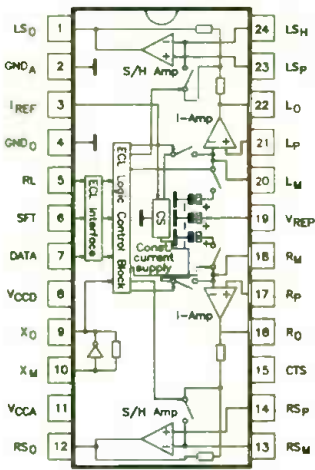 LSO 1 24 LSH
GNDA 2 23 LSP
S/H Amp
IREF 3 22 LO
I-Amp
GNDD 4 21 LP
RL 5 20 LM
SFT 6 19 VREP
DATA 7 18 RM
ECL Interface
ECL Logic Control Block
CS
Const. current supply
VCCD 8 17 RP
I-Amp
XO 9 16 RO
XM 10 15 CTS
VCCA 11 14 RSP
S/H Amp
RSO 12 13 RSM